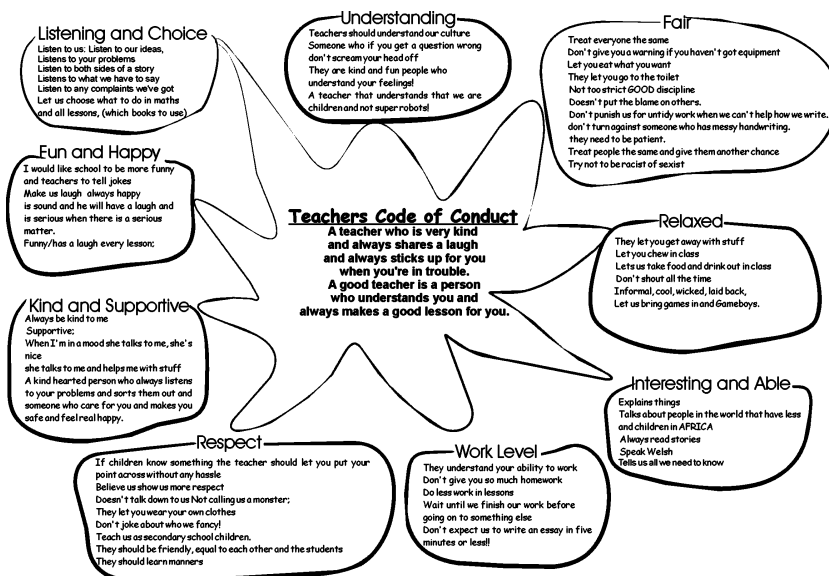 Listening and Choice
Listen to us: Listen to our ideas,
Listens to your problems
Listen to both sides of a story
Listens to what we have to say
Listen to any complaints we've got
Let us choose what to do in maths
and all lessons, (which books to use)
Understanding
Teachers should understand our culture
Someone who if you get a question wrong
don't scream your head off
They are kind and fun people who
understand your feelings!
A teacher that understands that we are
children and not super robots!
Fair
Treat everyone the same
Don't give you a warning if you haven't got equipment
Let you eat what you want
They let you go to the toilet
Not too strict GOOD discipline
Doesn't put the blame on others.
Don't punish us for untidy work when we can't help how we write.
don't turn against someone who has messy handwriting.
they need to be patient.
Treat people the same and give them another chance
Try not to be racist of sexist
Fun and Happy
I would like school to be more funny
and teachers to tell jokes
Make us laugh always happy
is sound and he will have a laugh and
is serious when there is a serious
matter.
Funny/has a laugh every lesson;
Teachers Code of Conduct
A teacher who is very kind
and always shares a laugh
and always sticks up for you
when you're in trouble.
A good teacher is a person
who understands you and
always makes a good lesson for you.
Relaxed
They let you get away with stuff
Let you chew in class
Lets us take food and drink out in class
Don't shout all the time
Informal, cool, wicked, laid back,
Let us bring games in and Gameboys.
Kind and Supportive
Always be kind to me
Supportive;
When I'm in a mood she talks to me, she's
nice
she talks to me and helps me with stuff
A kind hearted person who always listens
to your problems and sorts them out and
someone who care for you and makes you
safe and feel real happy.
Interesting and Able
Explains things
Talks about people in the world that have less
and children in AFRICA
Always read stories
Speak Welsh
Tells us all we need to know
Respect
If children know something the teacher should let you put your
point across without any hassle
Believe us show us more respect
Doesn't talk down to us Not calling us a monster;
They let you wear your own clothes
Don't joke about who we fancy!
Teach us as secondary school children.
They should be friendly, equal to each other and the students
They should learn manners
Work Level
They understand your ability to work
Don't give you so much homework
Do less work in lessons
Wait until we finish our work before
going on to something else
Don't expect us to write an essay in five
minutes or less!!